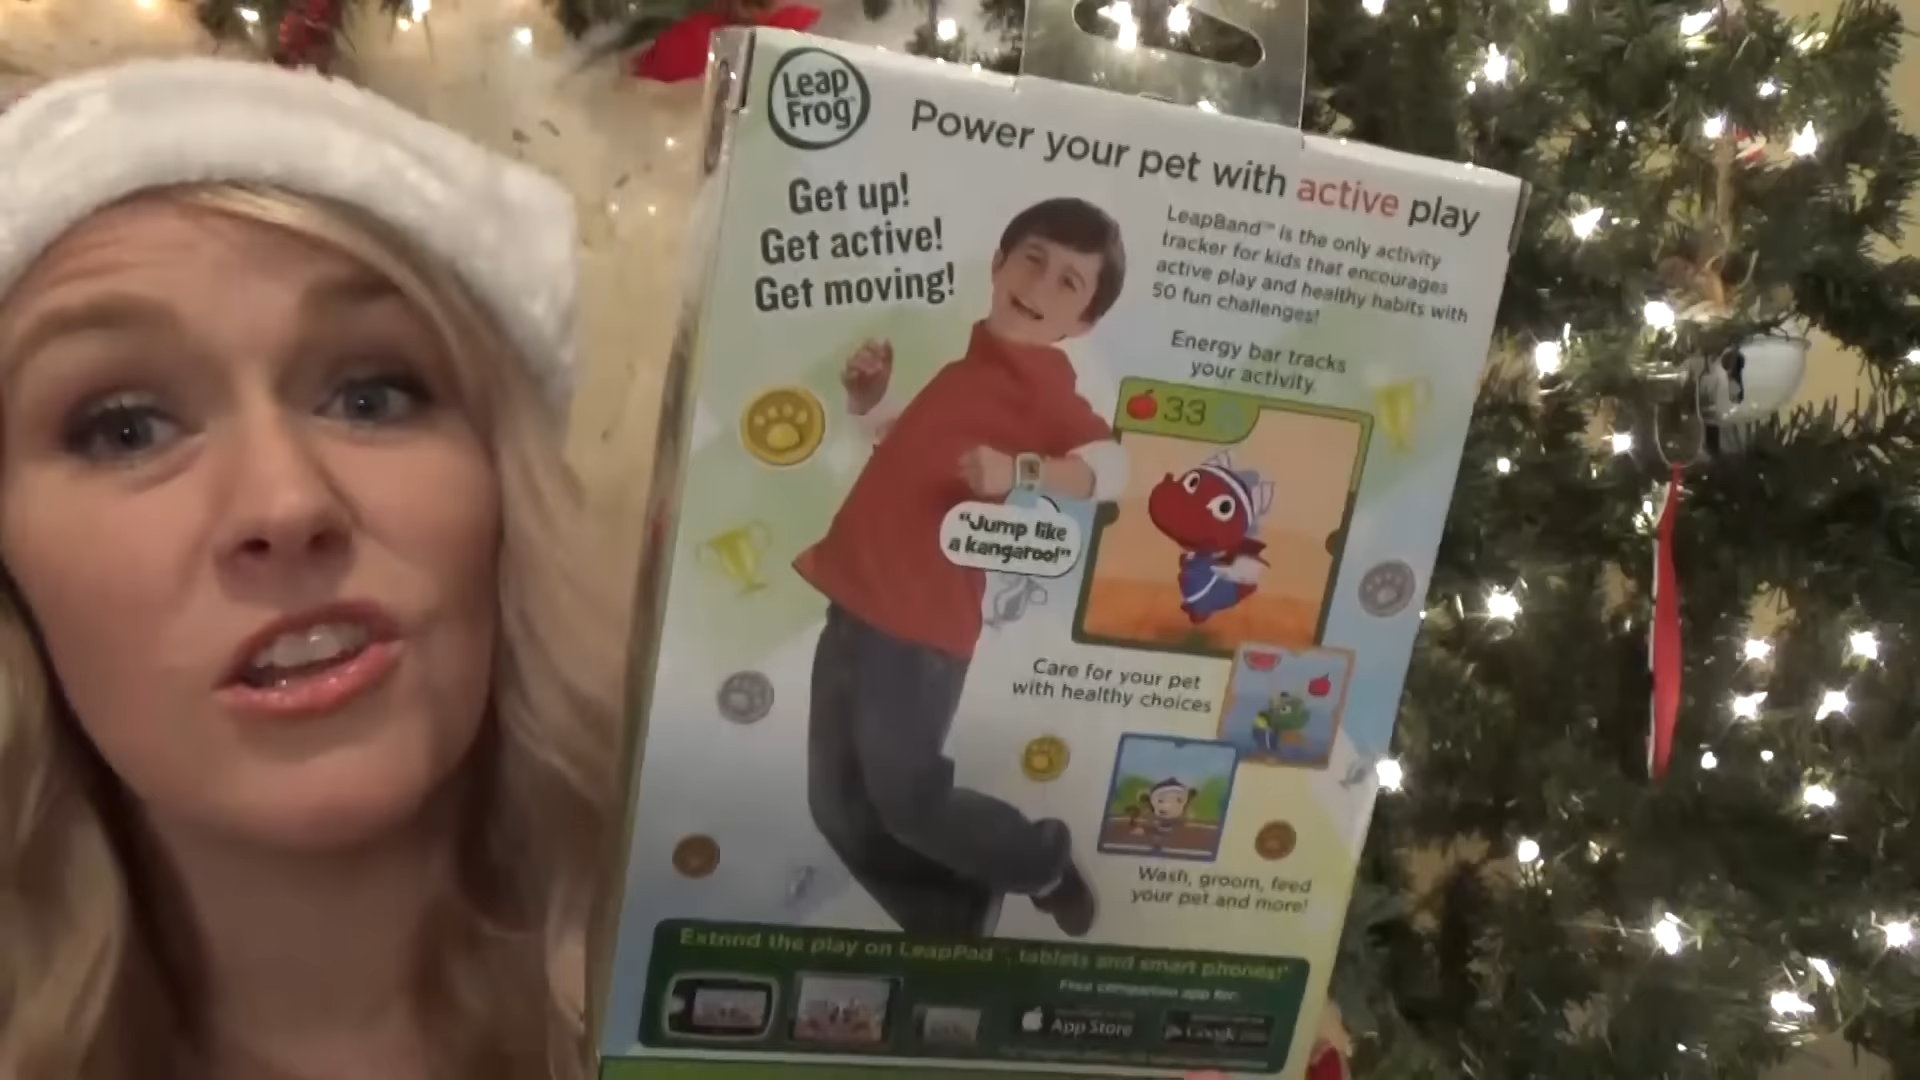 Leap
Frog
Power your pet with active play
Get up!
Get active!
Get moving!
LeapBand™ is the only activity
tracker for kids that encourages
active play and healthy habits with
50 fun challenges!
Energy bar tracks
your activity.
33
"Jump like
a kangaroo!"
Care for your pet
with healthy choices
Wash, groom, feed
your pet and more!
Extend the play on LeapPad™, tablets and smart phones!*
Free companion app for:
App Store
Google